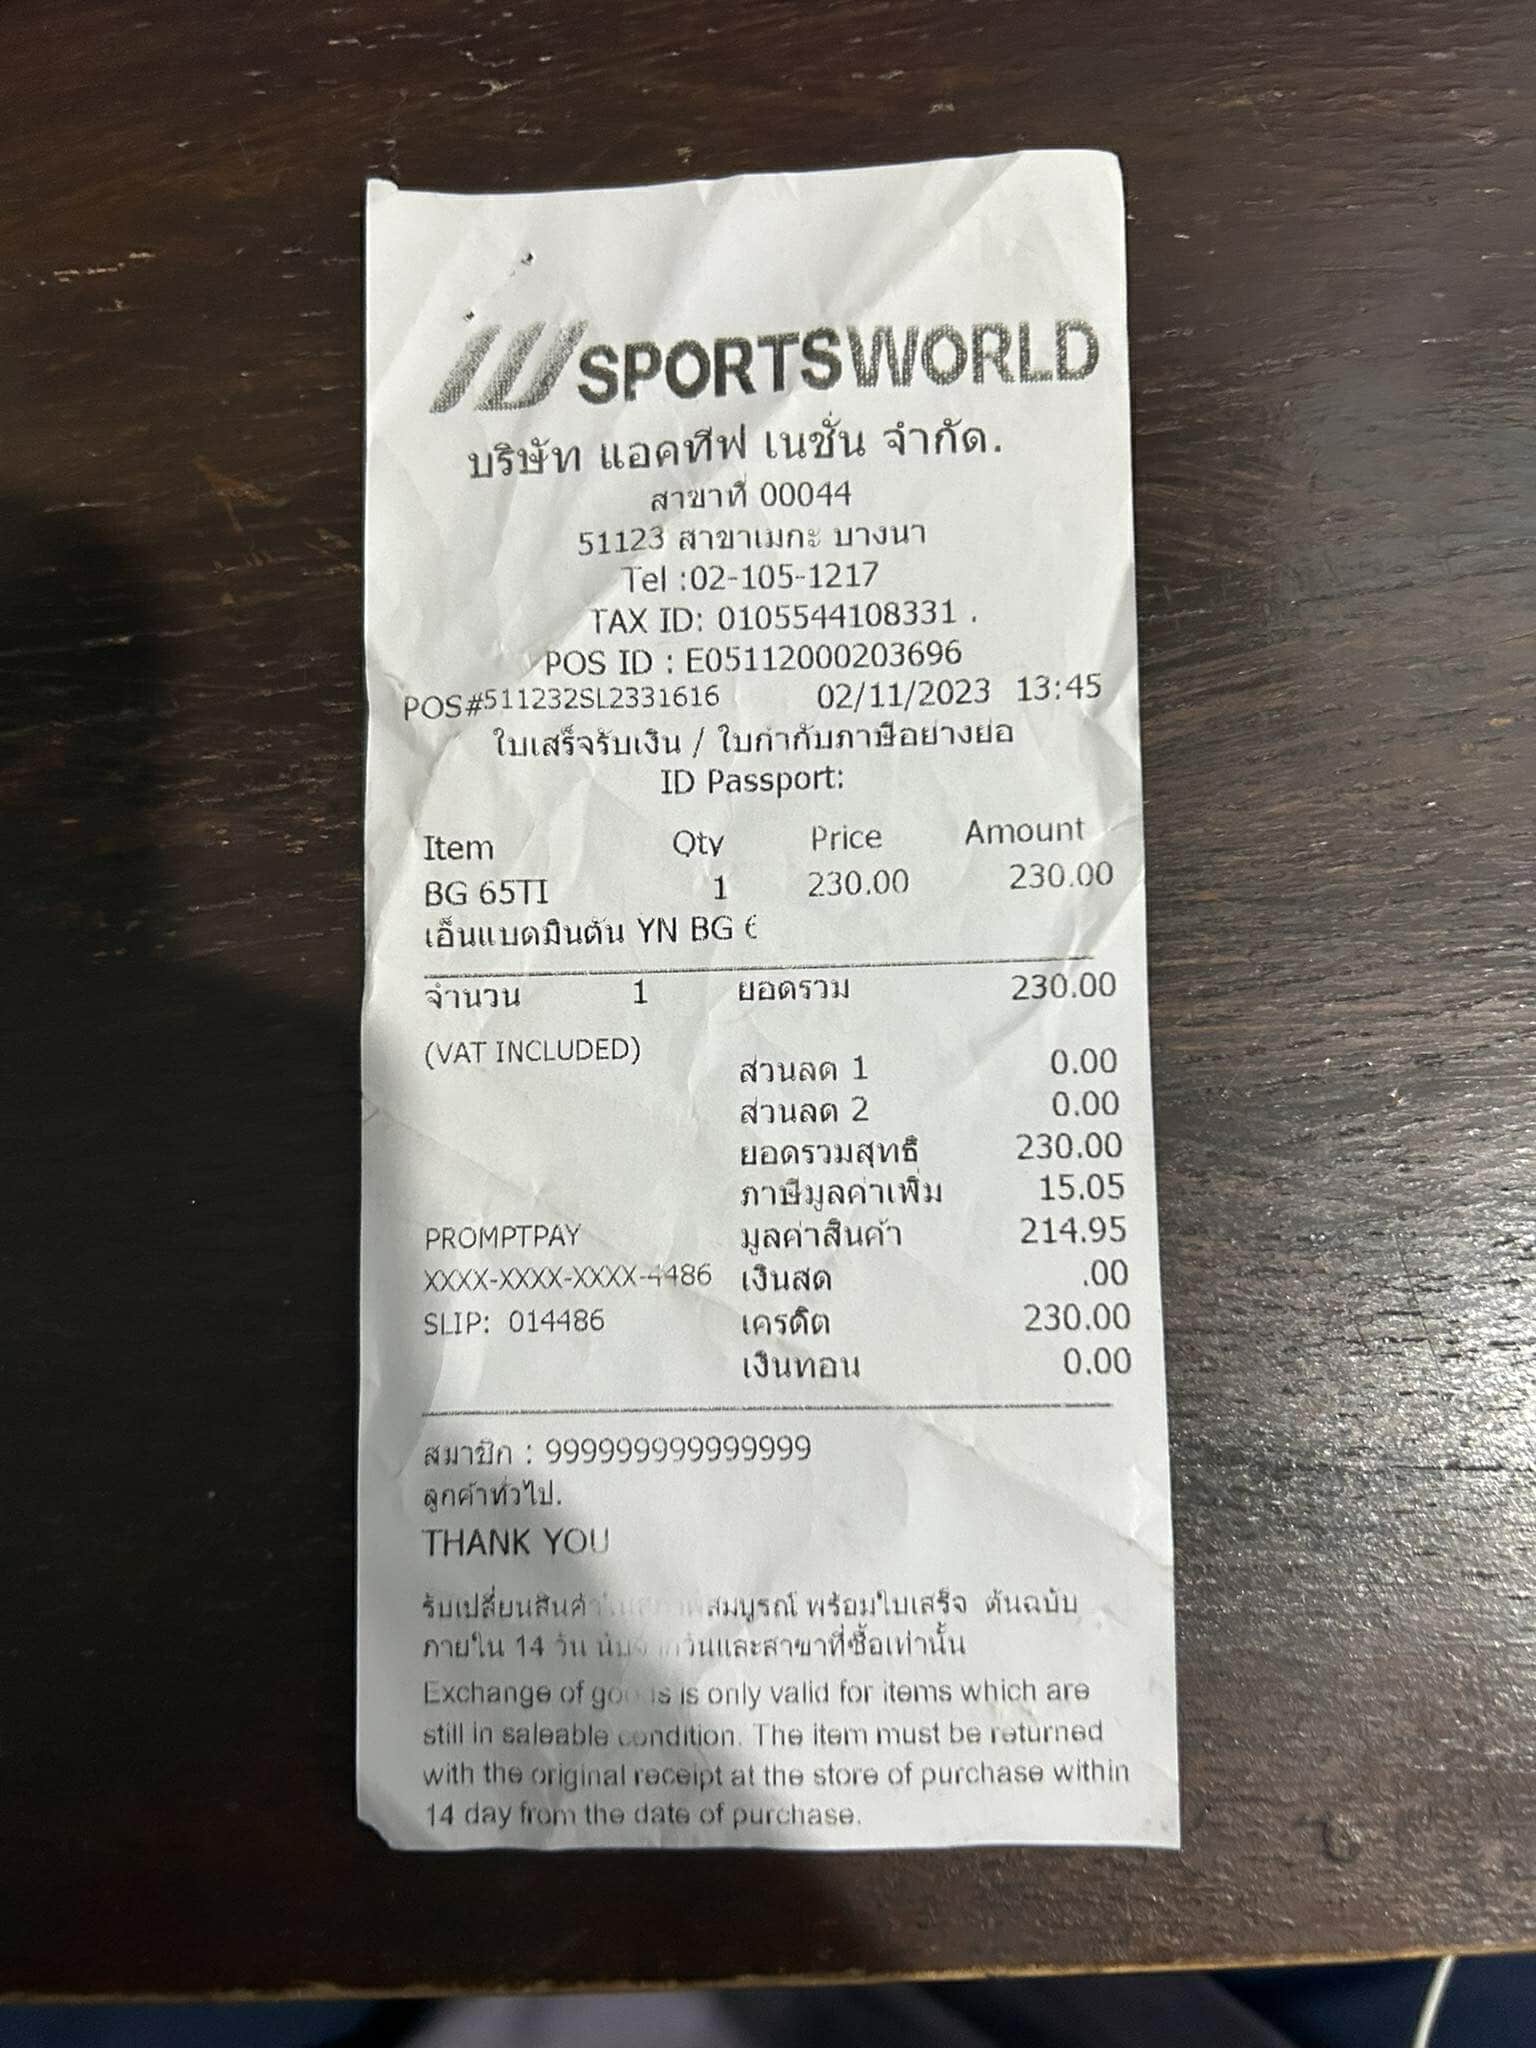 SPORTSWORLD
บริษัท แอคทีฟ เนชั่น จำกัด.
สาขาที่ 00044
51123 สาขาเมกะ บางนา
Tel :02-105-1217
TAX ID: 0105544108331 .
POS ID : E05112000203696
POS#511232SL2331616 02/11/2023 13:45
ใบเสร็จรับเงิน / ใบกำกับภาษีอย่างย่อ
ID Passport:
Item Qty Price Amount
BG 65TI 1 230.00 230.00
เอ็นแบดมินตัน YN BG
จำนวน 1 ยอดรวม 230.00
(VAT INCLUDED)
ส่วนลด 1 0.00
ส่วนลด 2 0.00
ยอดรวมสุทธิ 230.00
ภาษีมูลค่าเพิ่ม 15.05
PROMPTPAY มูลค่าสินค้า 214.95
XXXX-XXXX-XXXX-4486 เงินสด .00
SLIP: 014486 เครดิต 230.00
เงินทอน 0.00
สมาชิก : 999999999999999
ลูกค้าทั่วไป.
THANK YOU
รับเปลี่ยนสินค้าในสภาพสมบูรณ์ พร้อมใบเสร็จ ต้นฉบับ
ภายใน 14 วัน นับจากวันและสาขาที่ซื้อเท่านั้น
Exchange of goods is only valid for items which are
still in saleable condition. The item must be returned
with the original receipt at the store of purchase within
14 day from the date of purchase.